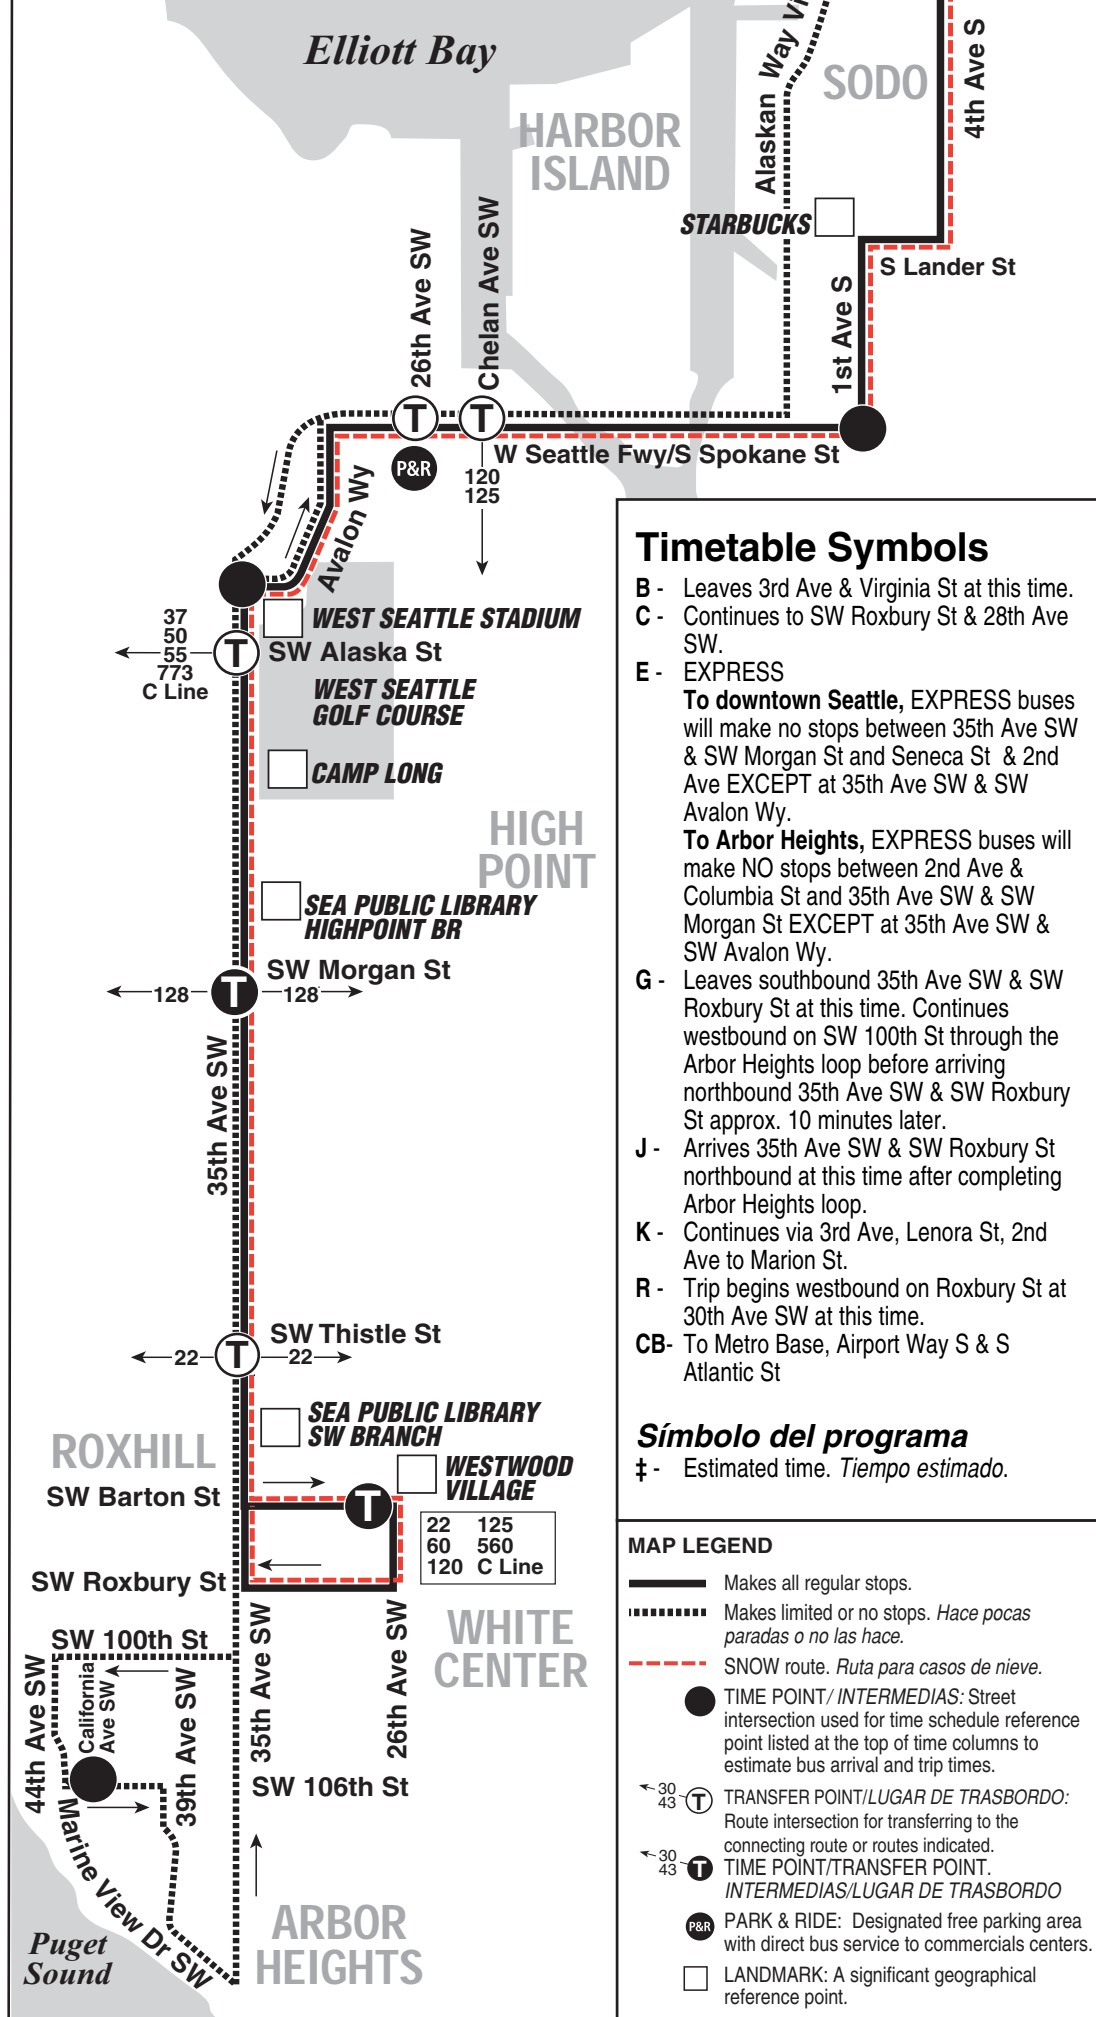 Elliott Bay
SODO
HARBOR
ISLAND
Alaskan Way Vi
4th Ave S
STARBUCKS
S Lander St
1st Ave S
26th Ave SW
Chelan Ave SW
T
T
P&R
W Seattle Fwy/S Spokane St
120
125
Avalon Wy
WEST SEATTLE STADIUM
37
50
55
773
C Line
T
SW Alaska St
WEST SEATTLE
GOLF COURSE
CAMP LONG
HIGH
POINT
SEA PUBLIC LIBRARY
HIGHPOINT BR
SW Morgan St
128 T 128
35th Ave SW
SW Thistle St
22 T 22
SEA PUBLIC LIBRARY
SW BRANCH
ROXHILL
WESTWOOD
VILLAGE
SW Barton St
T
22 125
60 560
120 C Line
SW Roxbury St
WHITE
CENTER
SW 100th St
35th Ave SW
26th Ave SW
44th Ave SW
California
Ave SW
39th Ave SW
SW 106th St
Marine View Dr SW
ARBOR
HEIGHTS
Puget
Sound
Timetable Symbols
B - Leaves 3rd Ave & Virginia St at this time.
C - Continues to SW Roxbury St & 28th Ave
SW.
E - EXPRESS
To downtown Seattle, EXPRESS buses
will make no stops between 35th Ave SW
& SW Morgan St and Seneca St & 2nd
Ave EXCEPT at 35th Ave SW & SW
Avalon Wy.
To Arbor Heights, EXPRESS buses will
make NO stops between 2nd Ave &
Columbia St and 35th Ave SW & SW
Morgan St EXCEPT at 35th Ave SW &
SW Avalon Wy.
G - Leaves southbound 35th Ave SW & SW
Roxbury St at this time. Continues
westbound on SW 100th St through the
Arbor Heights loop before arriving
northbound 35th Ave SW & SW Roxbury
St approx. 10 minutes later.
J - Arrives 35th Ave SW & SW Roxbury St
northbound at this time after completing
Arbor Heights loop.
K - Continues via 3rd Ave, Lenora St, 2nd
Ave to Marion St.
R - Trip begins westbound on Roxbury St at
30th Ave SW at this time.
CB- To Metro Base, Airport Way S & S
Atlantic St
Símbolo del programa
‡ - Estimated time. Tiempo estimado.
MAP LEGEND
Makes all regular stops.
Makes limited or no stops. Hace pocas
paradas o no las hace.
SNOW route. Ruta para casos de nieve.
TIME POINT/ INTERMEDIAS: Street
intersection used for time schedule reference
point listed at the top of time columns to
estimate bus arrival and trip times.
30
43 T TRANSFER POINT/LUGAR DE TRASBORDO:
Route intersection for transferring to the
connecting route or routes indicated.
30
43 T TIME POINT/TRANSFER POINT.
INTERMEDIAS/LUGAR DE TRASBORDO
P&R PARK & RIDE: Designated free parking area
with direct bus service to commercials centers.
LANDMARK: A significant geographical
reference point.